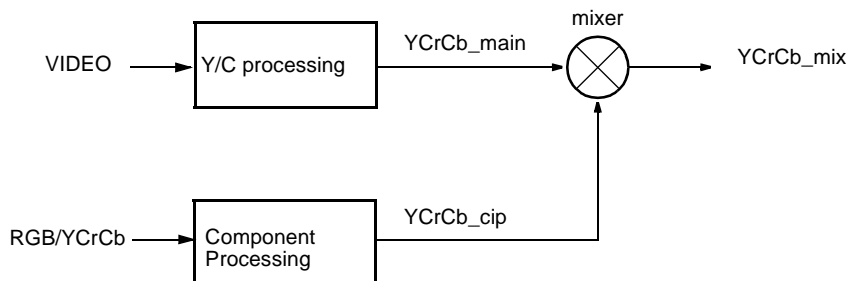 mixer
YCrCb_main
YCrCb_mix
VIDEO
Y/C processing
YCrCb_cip
RGB/YCrCb
Component
Processing